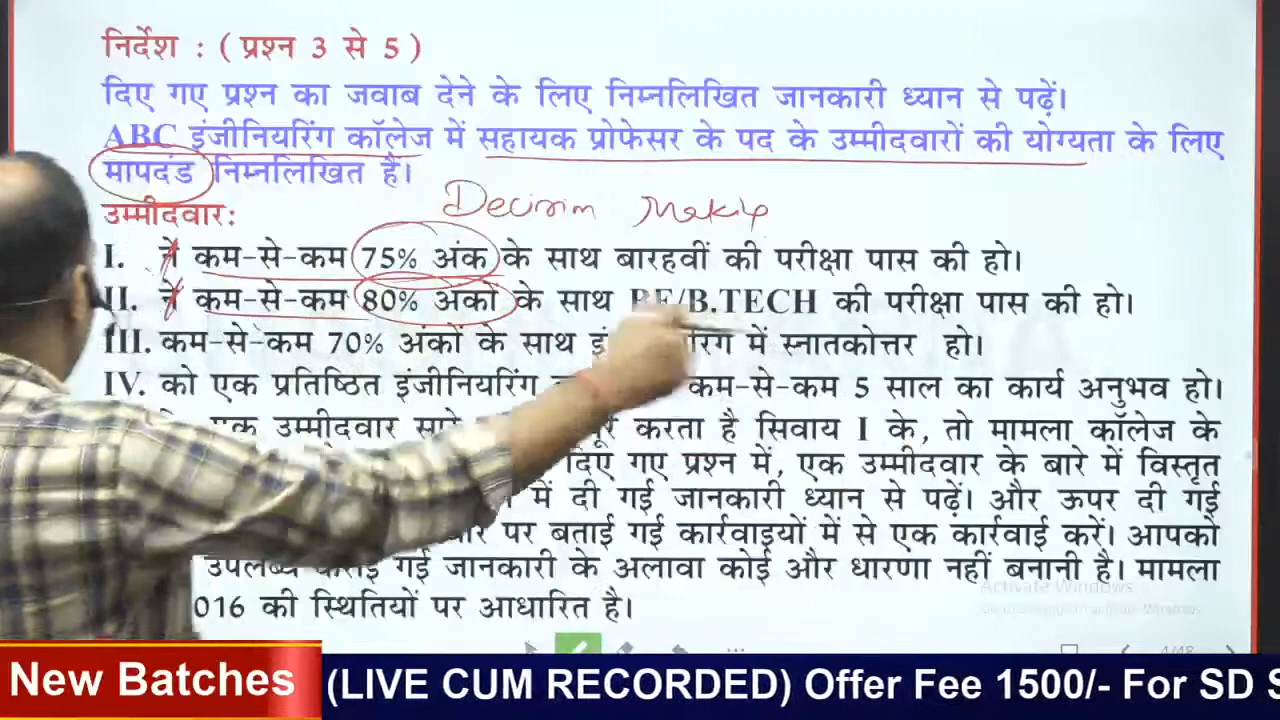 निर्देश : ( प्रश्न 3 से 5 )
दिए गए प्रश्न का जवाब देने के लिए निम्नलिखित जानकारी ध्यान से पढ़ें।
ABC इंजीनियरिंग कॉलेज में सहायक प्रोफेसर के पद के उम्मीदवारों की योग्यता के लिए
मापदंड निम्नलिखित हैं।
Decision Making
उम्मीदवारः
I. ने कम-से-कम 75% अंक के साथ बारहवीं की परीक्षा पास की हो।
II. ने कम-से-कम 80% अंकों के साथ BE/B.TECH की परीक्षा पास की हो।
III. कम-से-कम 70% अंकों के साथ में स्नातकोत्तर हो।
IV. को एक प्रतिष्ठित इंजीनियरिंग कम-से-कम 5 साल का कार्य अनुभव हो।
एक उम्मीदवार सारे करता है सिवाय I के, तो मामला कॉलेज के
दिए गए प्रश्न में, एक उम्मीदवार के बारे में विस्तृत
में दी गई जानकारी ध्यान से पढ़ें। और ऊपर दी गई
पर बताई गई कार्रवाइयों में से एक कार्रवाई करें। आपको
उपलब्ध कराई गई जानकारी के अलावा कोई और धारणा नहीं बनानी है। मामला
016 की स्थितियों पर आधारित है।
Activate Windows
4/48
New Batches (LIVE CUM RECORDED) Offer Fee 1500/- For SD S